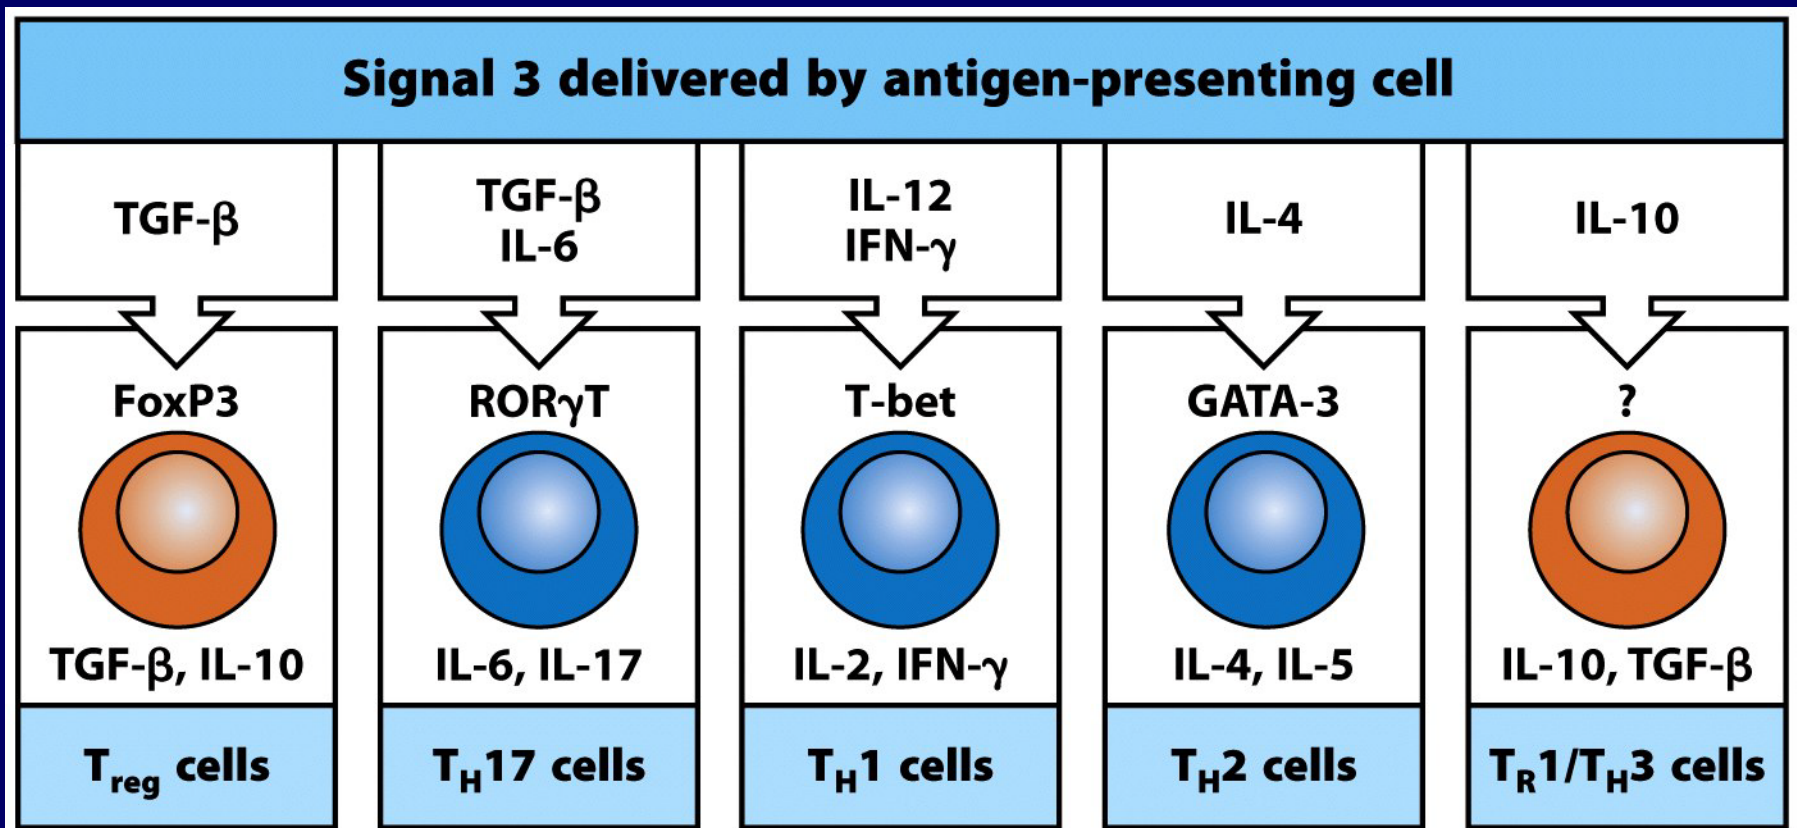 Signal 3 delivered by antigen-presenting cell
TGF-β
TGF-β
IL-6
IL-12
IFN-γ
IL-4
IL-10
FoxP3
RORγT
T-bet
GATA-3
?
TGF-β, IL-10
IL-6, IL-17
IL-2, IFN-γ
IL-4, IL-5
IL-10, TGF-β
Treg cells
TH17 cells
TH1 cells
TH2 cells
TR1/TH3 cells